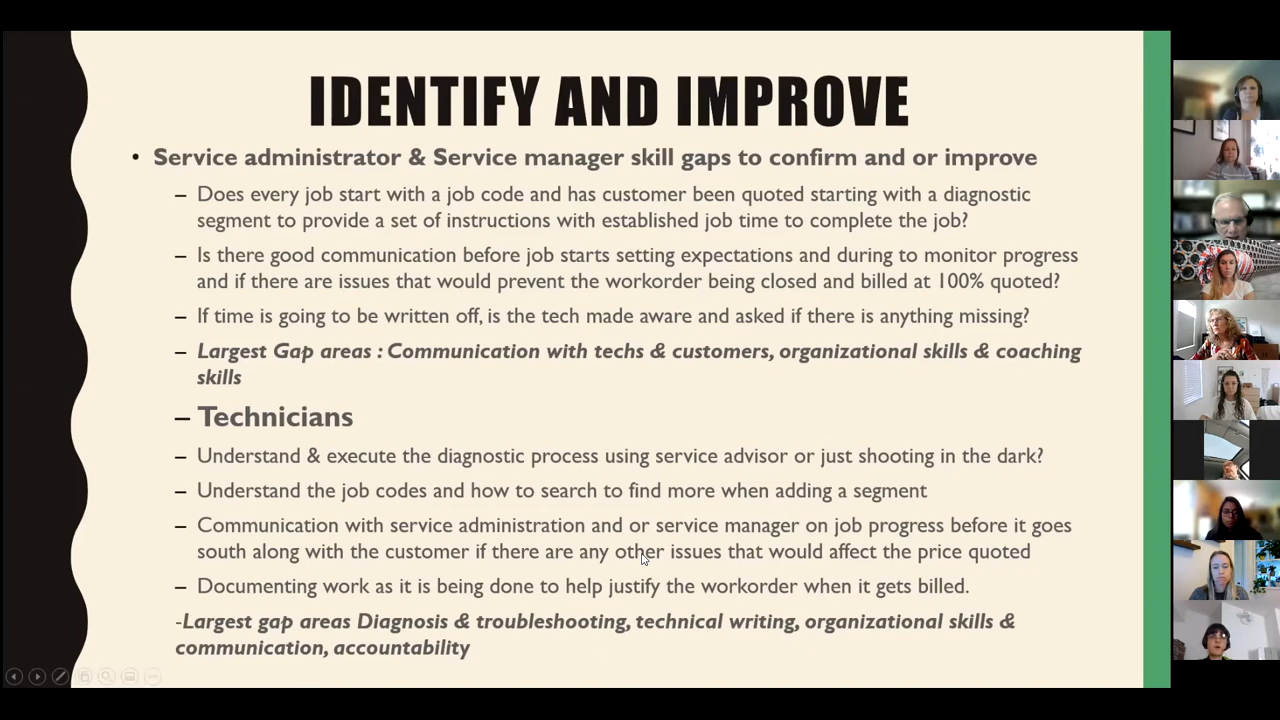 IDENTIFY AND IMPROVE
• Service administrator & Service manager skill gaps to confirm and or improve
– Does every job start with a job code and has customer been quoted starting with a diagnostic
segment to provide a set of instructions with established job time to complete the job?
– Is there good communication before job starts setting expectations and during to monitor progress
and if there are issues that would prevent the workorder being closed and billed at 100% quoted?
– If time is going to be written off, is the tech made aware and asked if there is anything missing?
– Largest Gap areas : Communication with techs & customers, organizational skills & coaching
skills
– Technicians
– Understand & execute the diagnostic process using service advisor or just shooting in the dark?
– Understand the job codes and how to search to find more when adding a segment
– Communication with service administration and or service manager on job progress before it goes
south along with the customer if there are any other issues that would affect the price quoted
– Documenting work as it is being done to help justify the workorder when it gets billed.
-Largest gap areas Diagnosis & troubleshooting, technical writing, organizational skills &
communication, accountability